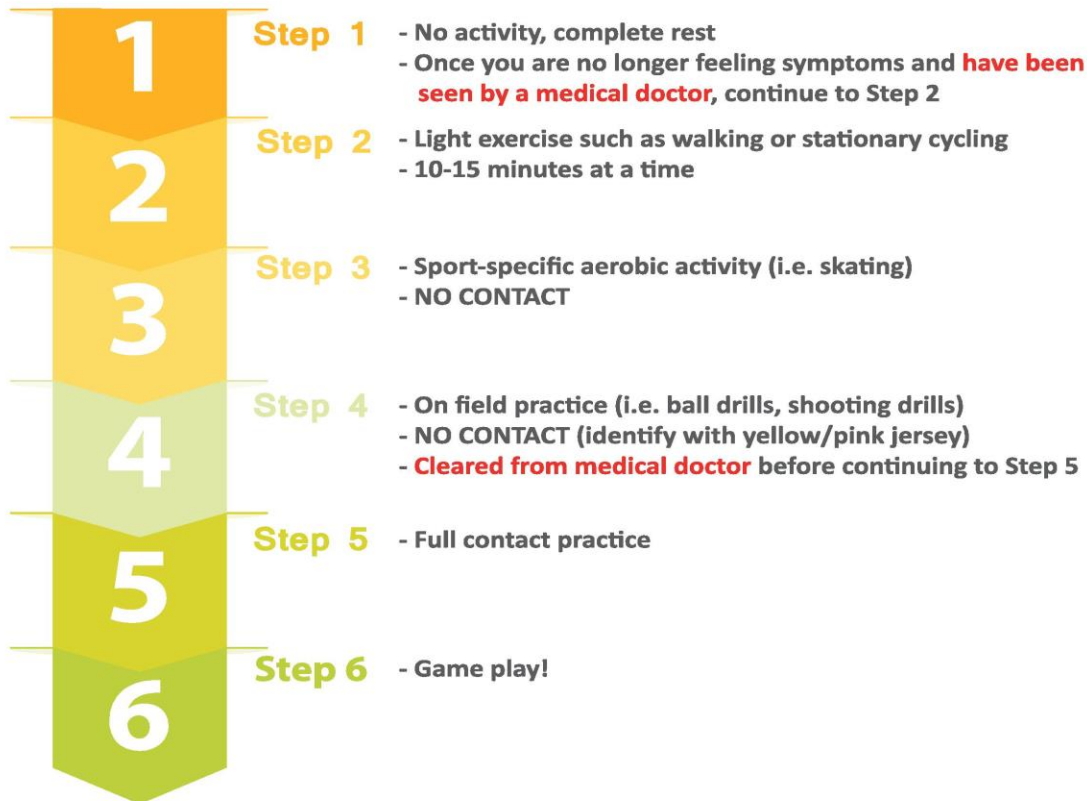 1
Step 1 - No activity, complete rest
- Once you are no longer feeling symptoms and have been
seen by a medical doctor, continue to Step 2
2
Step 2 - Light exercise such as walking or stationary cycling
- 10-15 minutes at a time
3
Step 3 - Sport-specific aerobic activity (i.e. skating)
- NO CONTACT
4
Step 4 - On field practice (i.e. ball drills, shooting drills)
- NO CONTACT (identify with yellow/pink jersey)
- Cleared from medical doctor before continuing to Step 5
5
Step 5 - Full contact practice
6
Step 6 - Game play!